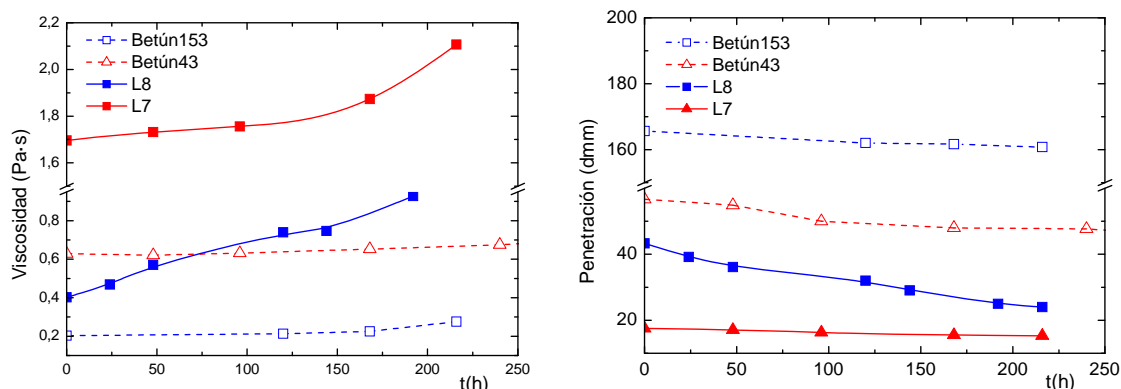 2,2
2,0
1,8
1,6
0,8
0,6
0,4
0,2
Viscosidad (Pa·s)
Betún153
Betún43
L8
L7
0 50 100 150 200 250
t(h)
200
180
160
40
20
Penetración (dmm)
Betún153
Betún43
L8
L7
0 50 100 150 200 250
t(h)